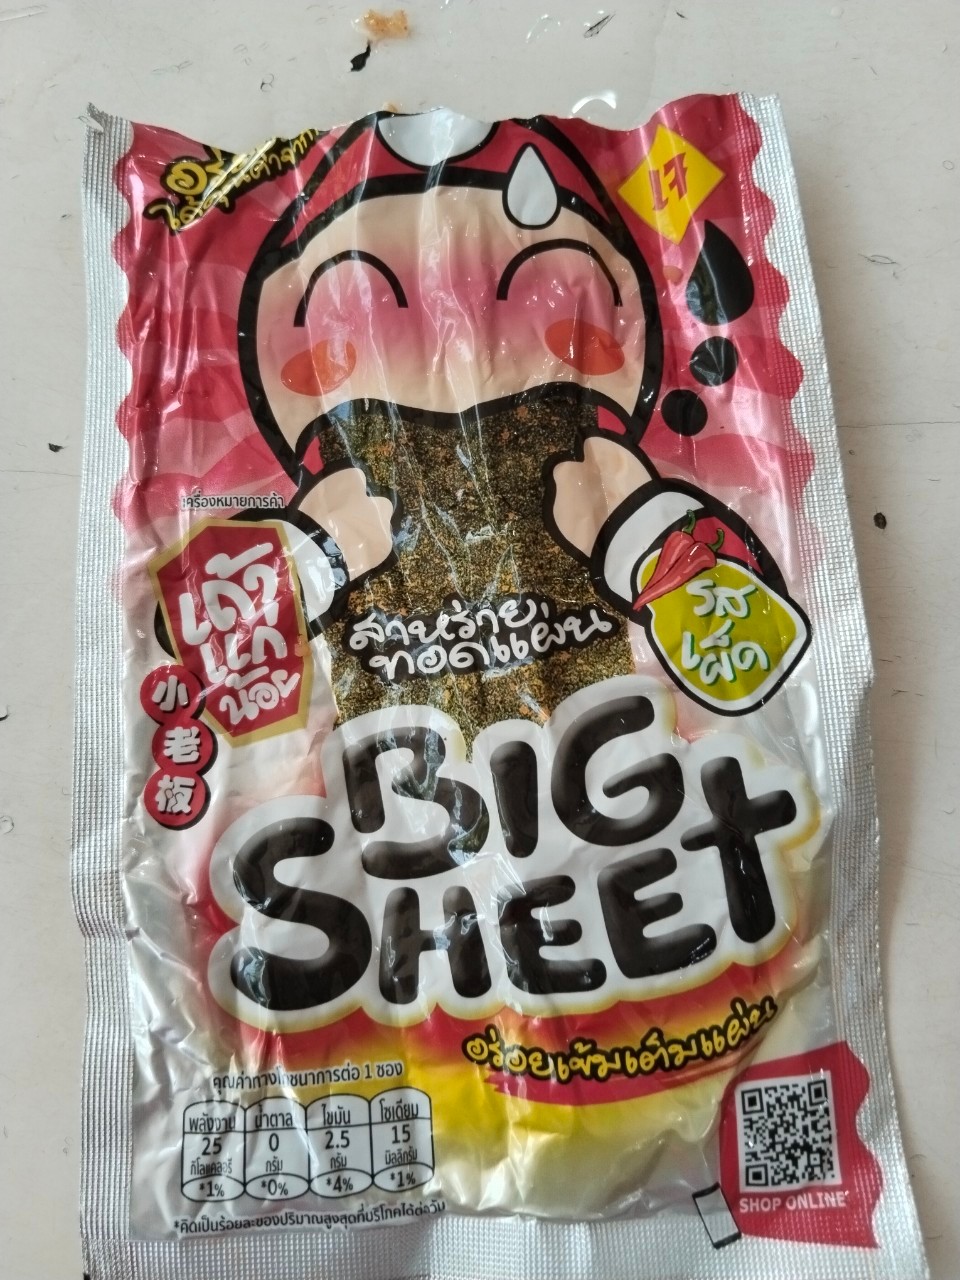 เจ
เครื่องหมายการค้า
เถ้า
แก่
น้อย
小
老
板
สาหร่าย
ทอดแผ่น
รส
เผ็ด
BIG
SHEET
อร่อยเข้มเต็มแผ่น
คุณค่าทางโภชนาการต่อ 1 ซอง
พลังงาน น้ำตาล ไขมัน โซเดียม
25 0 2.5 15
กิโลแคลอรี กรัม กรัม มิลลิกรัม
*1% *0% *4% *1%
*คิดเป็นร้อยละของปริมาณสูงสุดที่บริโภคได้ต่อวัน
SHOP ONLINE